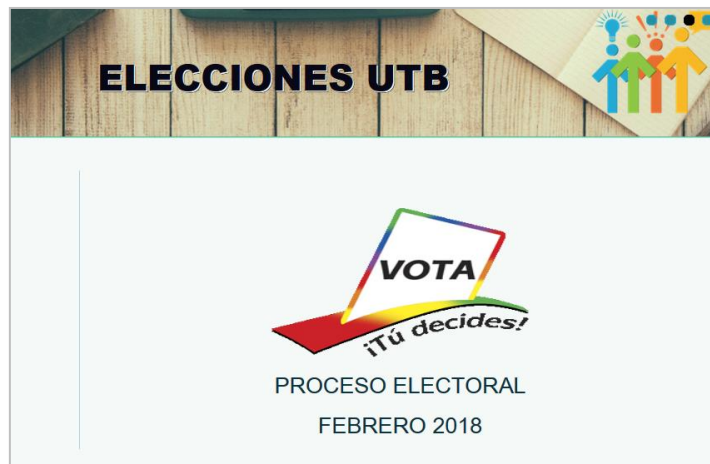 ELECCIONES UTB
VOTA
¡Tú decides!
PROCESO ELECTORAL
FEBRERO 2018